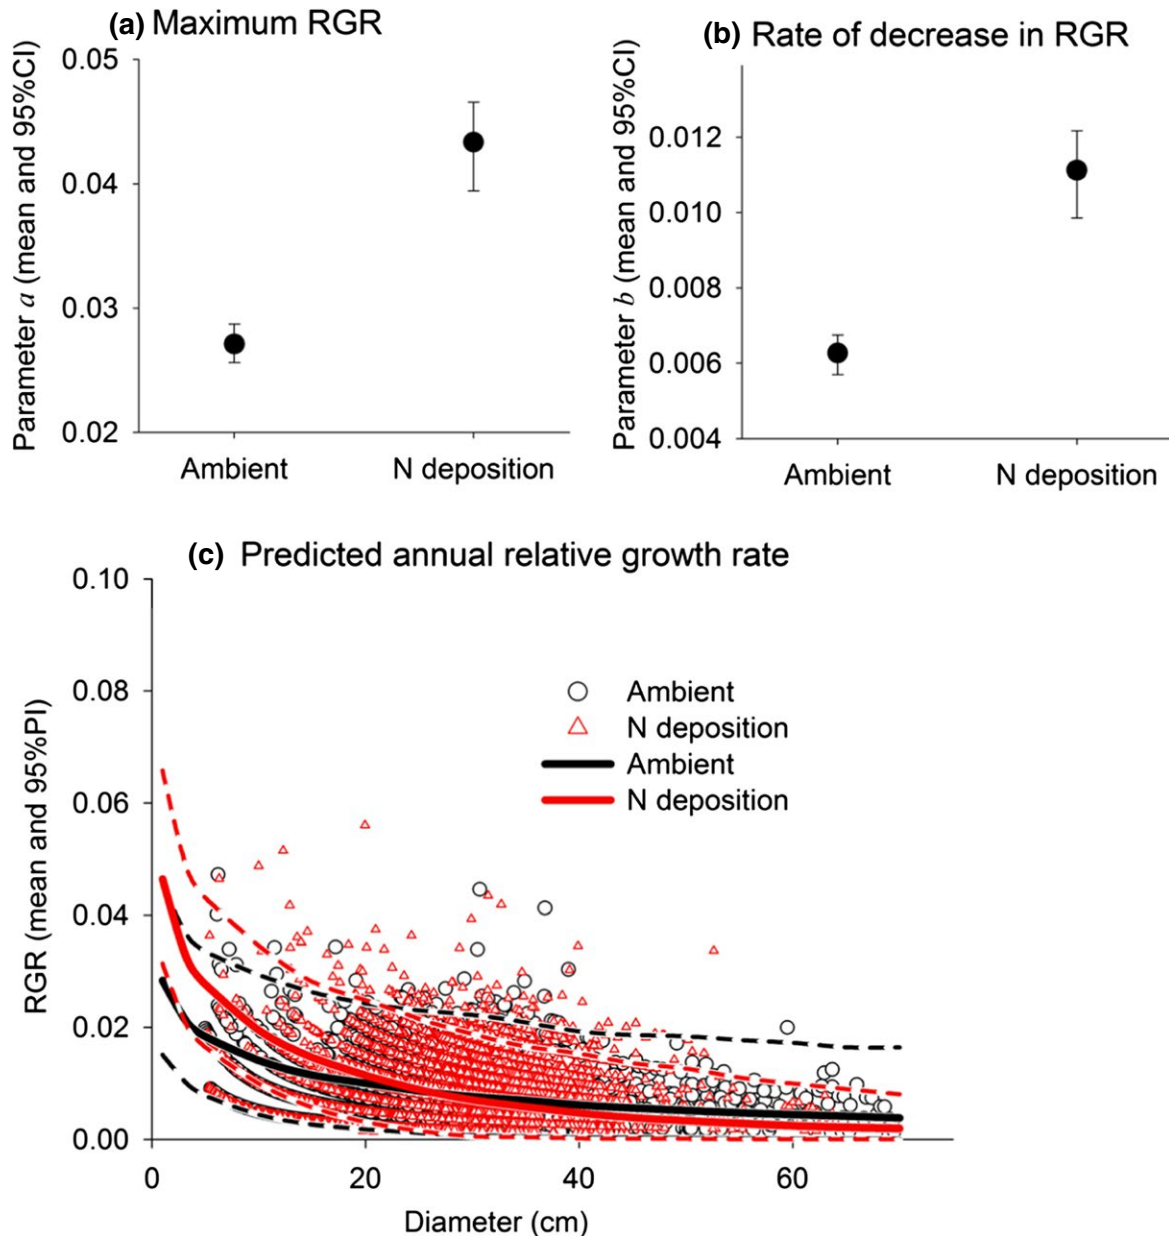 (a) Maximum RGR
Parameter a (mean and 95%CI)
0.05
0.04
0.03
0.02
Ambient
N deposition
(b) Rate of decrease in RGR
Parameter b (mean and 95%CI)
0.012
0.010
0.008
0.006
0.004
Ambient
N deposition
(c) Predicted annual relative growth rate
RGR (mean and 95%PI)
0.10
0.08
0.06
0.04
0.02
0.00
Ambient
N deposition
Ambient
N deposition
0
20
40
60
Diameter (cm)